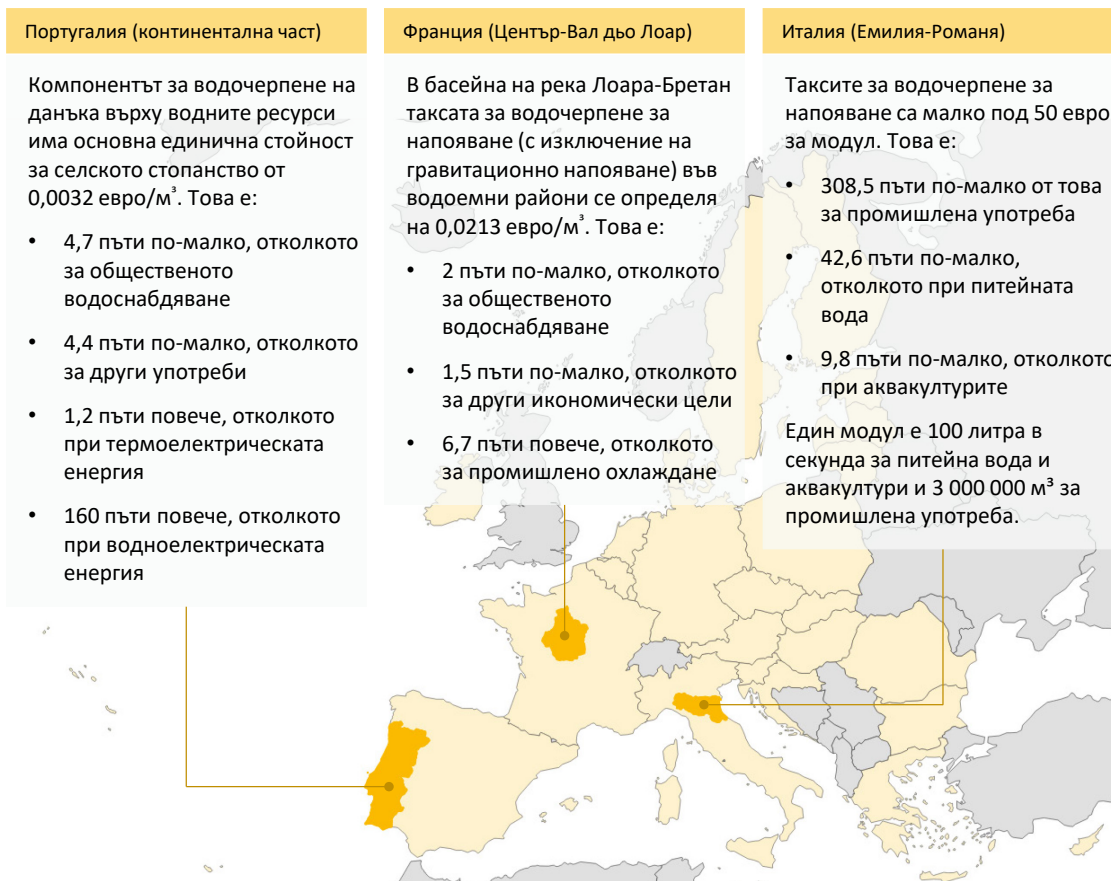 Португалия (континентална част)
Компонентът за водочерпене на
данъка върху водните ресурси
има основна единична стойност
за селското стопанство от
0,0032 евро/м³. Това е:
• 4,7 пъти по-малко, отколкото
за общественото
водоснабдяване
• 4,4 пъти по-малко, отколкото
за други употреби
• 1,2 пъти повече, отколкото
при термоелектрическата
енергия
• 160 пъти повече, отколкото
при водноелектрическата
енергия
Франция (Център-Вал дьо Лоар)
В басейна на река Лоара-Бретан
таксата за водочерпене за
напояване (с изключение на
гравитационно напояване) във
водоемни райони се определя
на 0,0213 евро/м³. Това е:
• 2 пъти по-малко, отколкото
за общественото
водоснабдяване
• 1,5 пъти по-малко, отколкото
за други икономически цели
• 6,7 пъти повече, отколкото
за промишлено охлаждане
Италия (Емилия-Романя)
Таксите за водочерпене за
напояване са малко под 50 евро
за модул. Това е:
• 308,5 пъти по-малко от това
за промишлена употреба
• 42,6 пъти по-малко,
отколкото при питейната
вода
• 9,8 пъти по-малко, отколкото
при аквакултурите
Един модул е 100 литра в
секунда за питейна вода и
аквакултури и 3 000 000 м³ за
промишлена употреба.